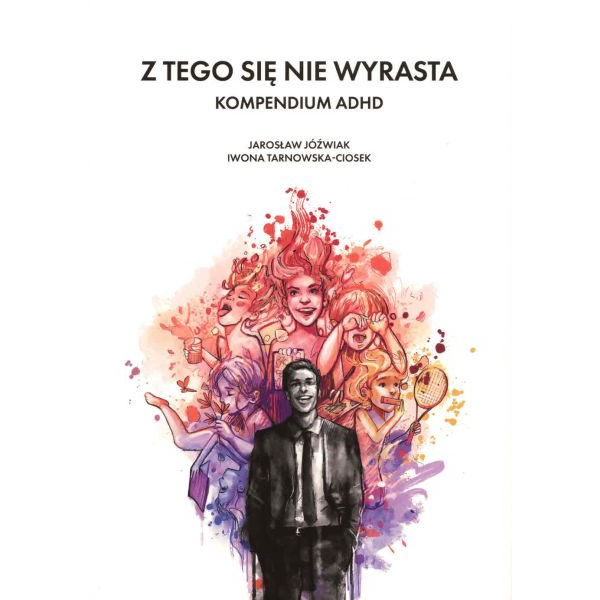 Z TEGO SIĘ NIE WYRASTA
KOMPENDIUM ADHD
JAROSŁAW JÓŹWIAK
IWONA TARNOWSKA-CIOSEK